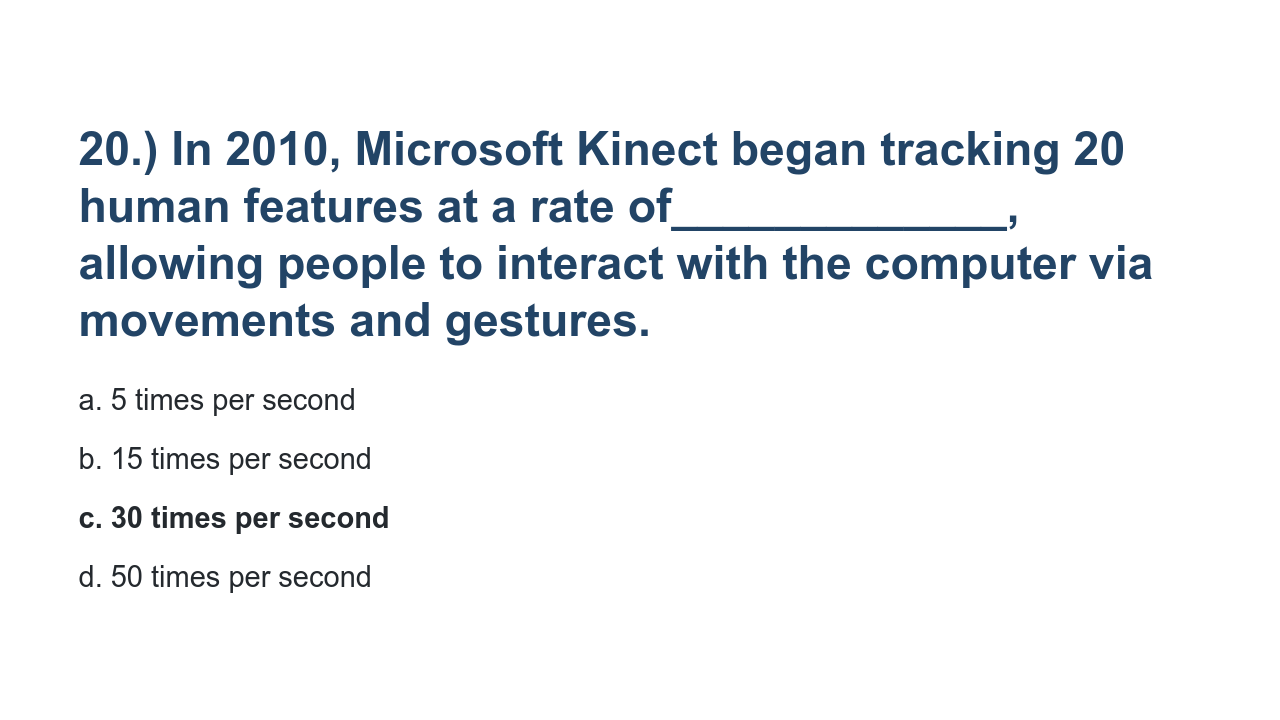 20.) In 2010, Microsoft Kinect began tracking 20
human features at a rate of______________,
allowing people to interact with the computer via
movements and gestures.
a. 5 times per second
b. 15 times per second
c. 30 times per second
d. 50 times per second